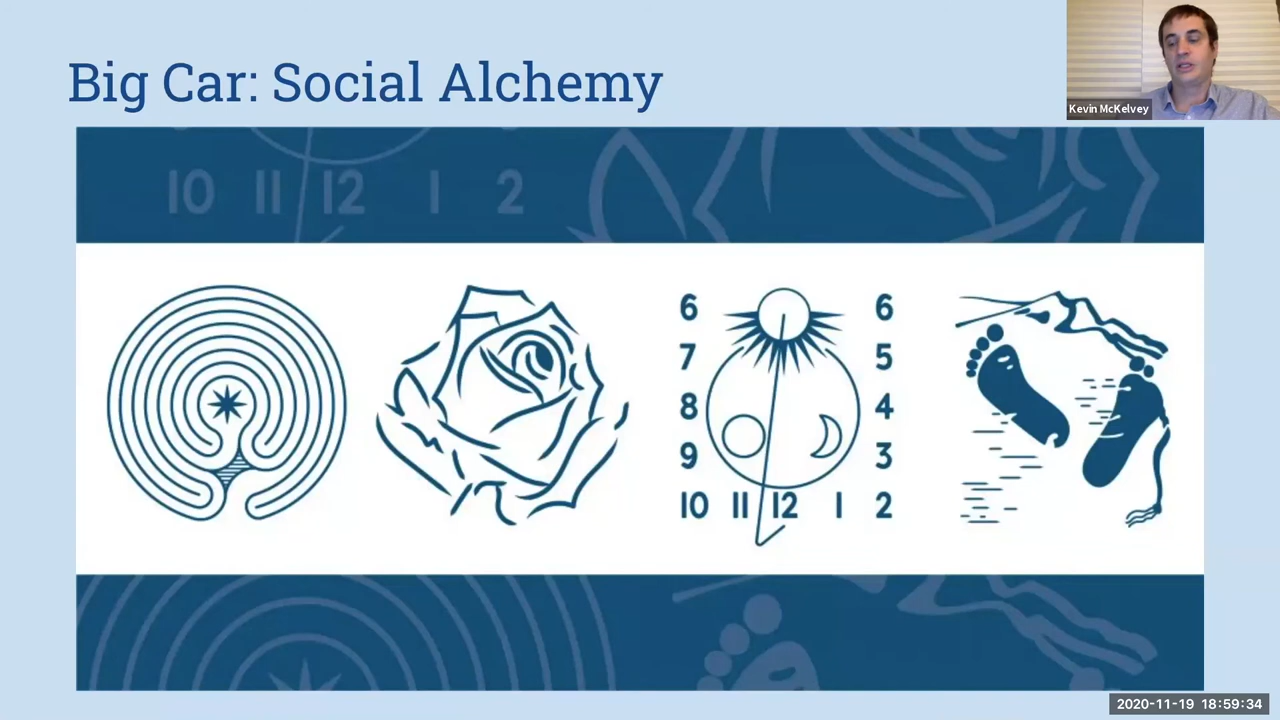 Big Car: Social Alchemy
Kevin McKelvey
10 11 12 1 2
6 6
7 5
8 4
9 3
10 11 12 1 2
2020-11-19 18:59:34